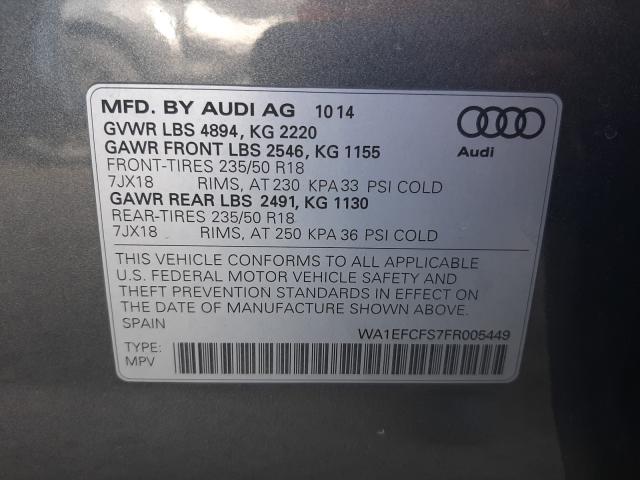 MFD. BY AUDI AG 10 14
GVWR LBS 4894, KG 2220
GAWR FRONT LBS 2546, KG 1155
FRONT-TIRES 235/50 R18
7JX18 RIMS, AT 230 KPA 33 PSI COLD
GAWR REAR LBS 2491, KG 1130
REAR-TIRES 235/50 R18
7JX18 RIMS, AT 250 KPA 36 PSI COLD
Audi
THIS VEHICLE CONFORMS TO ALL APPLICABLE
U.S. FEDERAL MOTOR VEHICLE SAFETY AND
THEFT PREVENTION STANDARDS IN EFFECT ON
THE DATE OF MANUFACTURE SHOWN ABOVE.
SPAIN
WA1EFCFS7FR005449
TYPE:
MPV